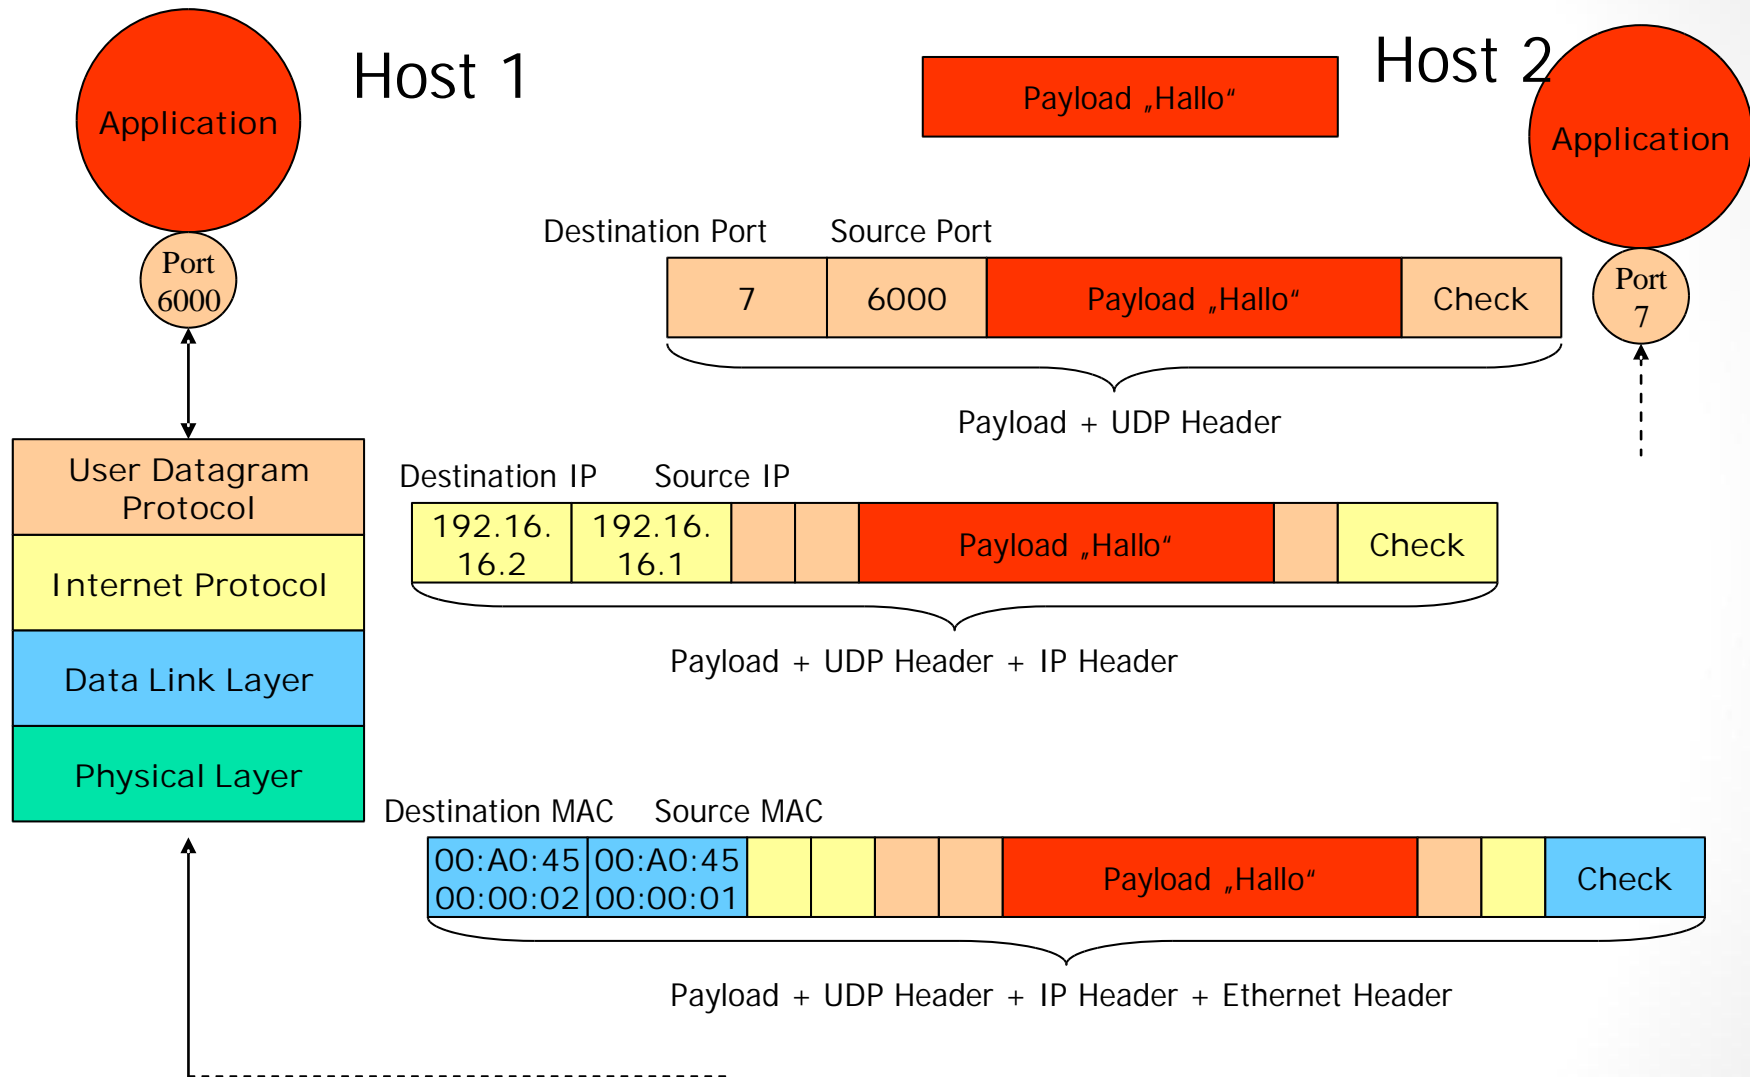 Host 1
Host 2
Application
Payload „Hallo“
Application
Destination Port
Source Port
Port
6000
7
6000
Payload „Hallo“
Check
Port
7
Payload + UDP Header
User Datagram
Protocol
Internet Protocol
Data Link Layer
Physical Layer
Destination IP
Source IP
192.16.
16.2
192.16.
16.1
Payload „Hallo“
Check
Payload + UDP Header + IP Header
Destination MAC
Source MAC
00:A0:45
00:00:02
00:A0:45
00:00:01
Payload „Hallo“
Check
Payload + UDP Header + IP Header + Ethernet Header